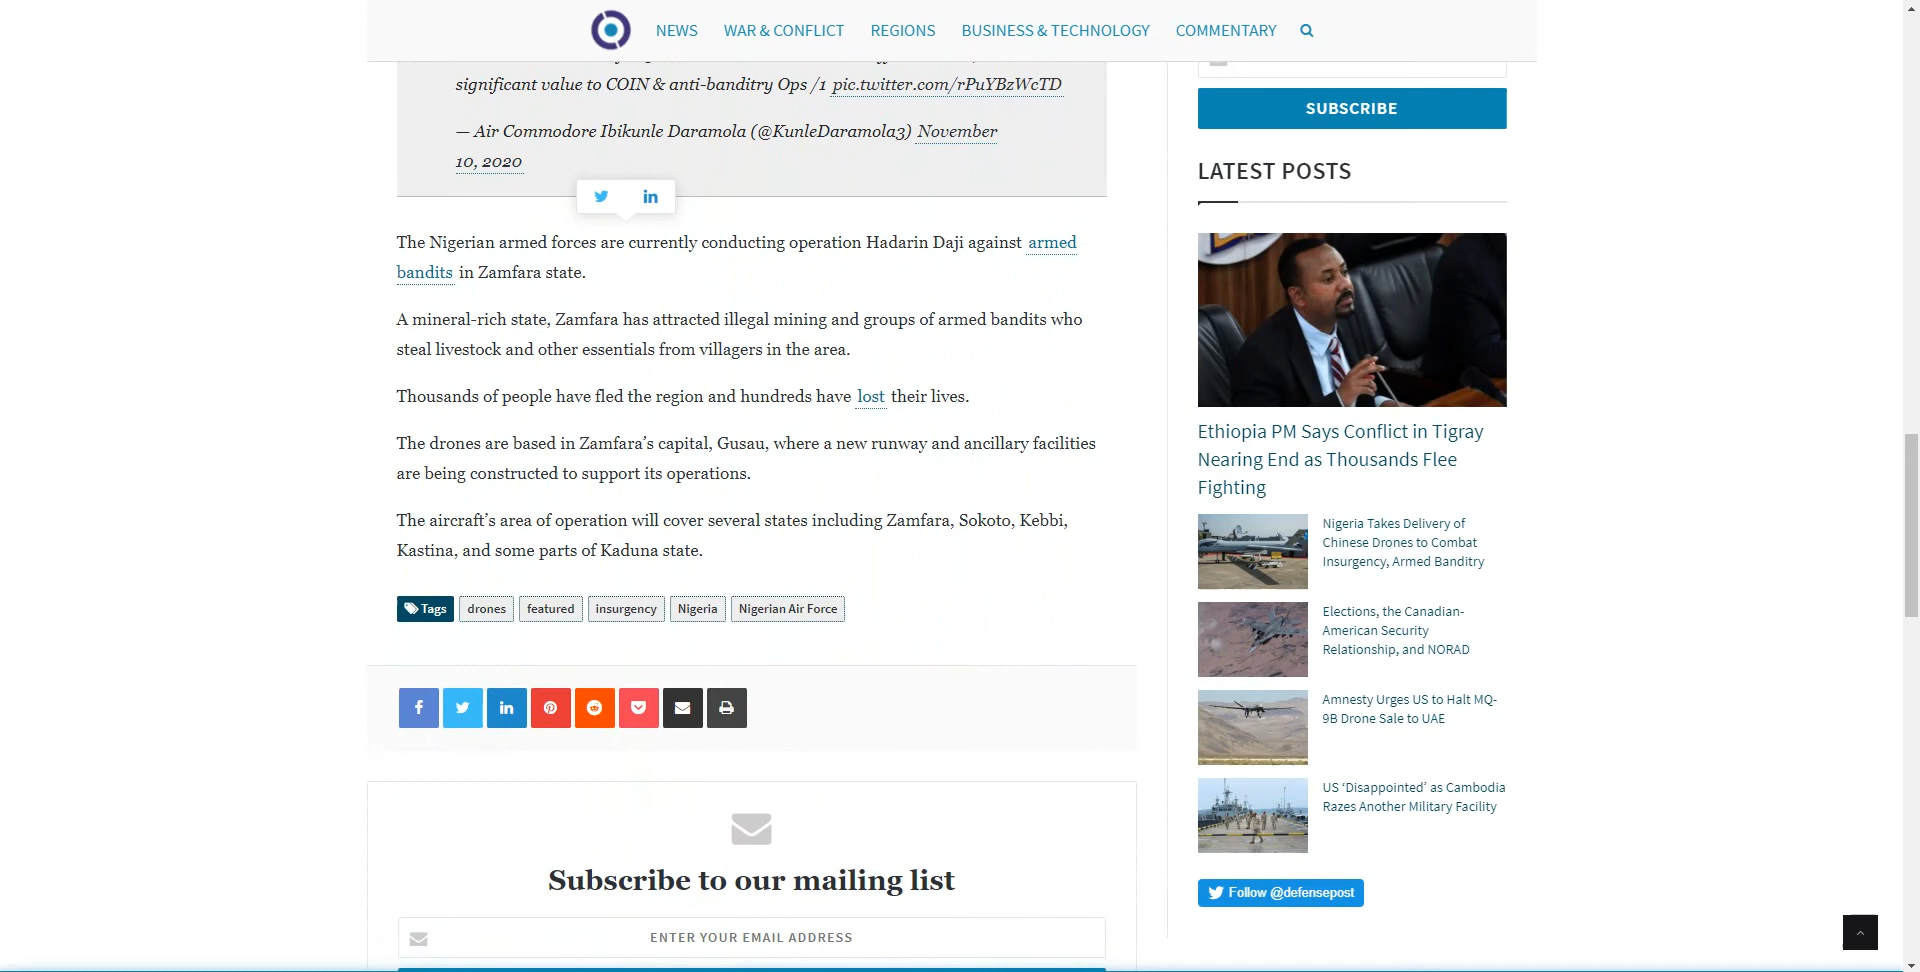 NEWS WAR & CONFLICT REGIONS BUSINESS & TECHNOLOGY COMMENTARY
significant value to COIN & anti-banditry Ops /1 pic.twitter.com/rPuYBzWcTD
— Air Commodore Ibikunle Daramola (@KunleDaramola3) November
10, 2020
The Nigerian armed forces are currently conducting operation Hadarin Daji against armed
bandits in Zamfara state.
A mineral-rich state, Zamfara has attracted illegal mining and groups of armed bandits who
steal livestock and other essentials from villagers in the area.
Thousands of people have fled the region and hundreds have lost their lives.
The drones are based in Zamfara's capital, Gusau, where a new runway and ancillary facilities
are being constructed to support its operations.
The aircraft's area of operation will cover several states including Zamfara, Sokoto, Kebbi,
Kastina, and some parts of Kaduna state.
Tags drones featured insurgency Nigeria Nigerian Air Force
Subscribe to our mailing list
ENTER YOUR EMAIL ADDRESS
SUBSCRIBE
LATEST POSTS
Ethiopia PM Says Conflict in Tigray
Nearing End as Thousands Flee
Fighting
Nigeria Takes Delivery of
Chinese Drones to Combat
Insurgency, Armed Banditry
Elections, the Canadian-
American Security
Relationship, and NORAD
Amnesty Urges US to Halt MQ-
9B Drone Sale to UAE
US ‘Disappointed’ as Cambodia
Razes Another Military Facility
Follow @defensepost